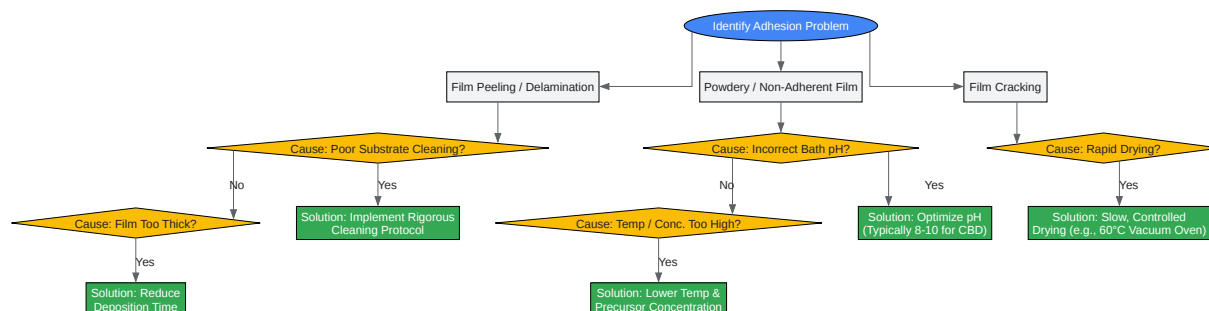 Identify Adhesion Problem
Film Peeling / Delamination
Powdery / Non-Adherent Film
Film Cracking
Cause: Poor Substrate Cleaning?
Cause: Incorrect Bath pH?
Cause: Rapid Drying?
No
Yes
No
Yes
Yes
Cause: Film Too Thick?
Solution: Implement Rigorous
Cleaning Protocol
Cause: Temp / Conc. Too High?
Solution: Optimize pH
(Typically 8-10 for CBD)
Solution: Slow, Controlled
Drying (e.g., 60°C Vacuum Oven)
Yes
Yes
Solution: Reduce
Deposition Time
Solution: Lower Temp &
Precursor Concentration